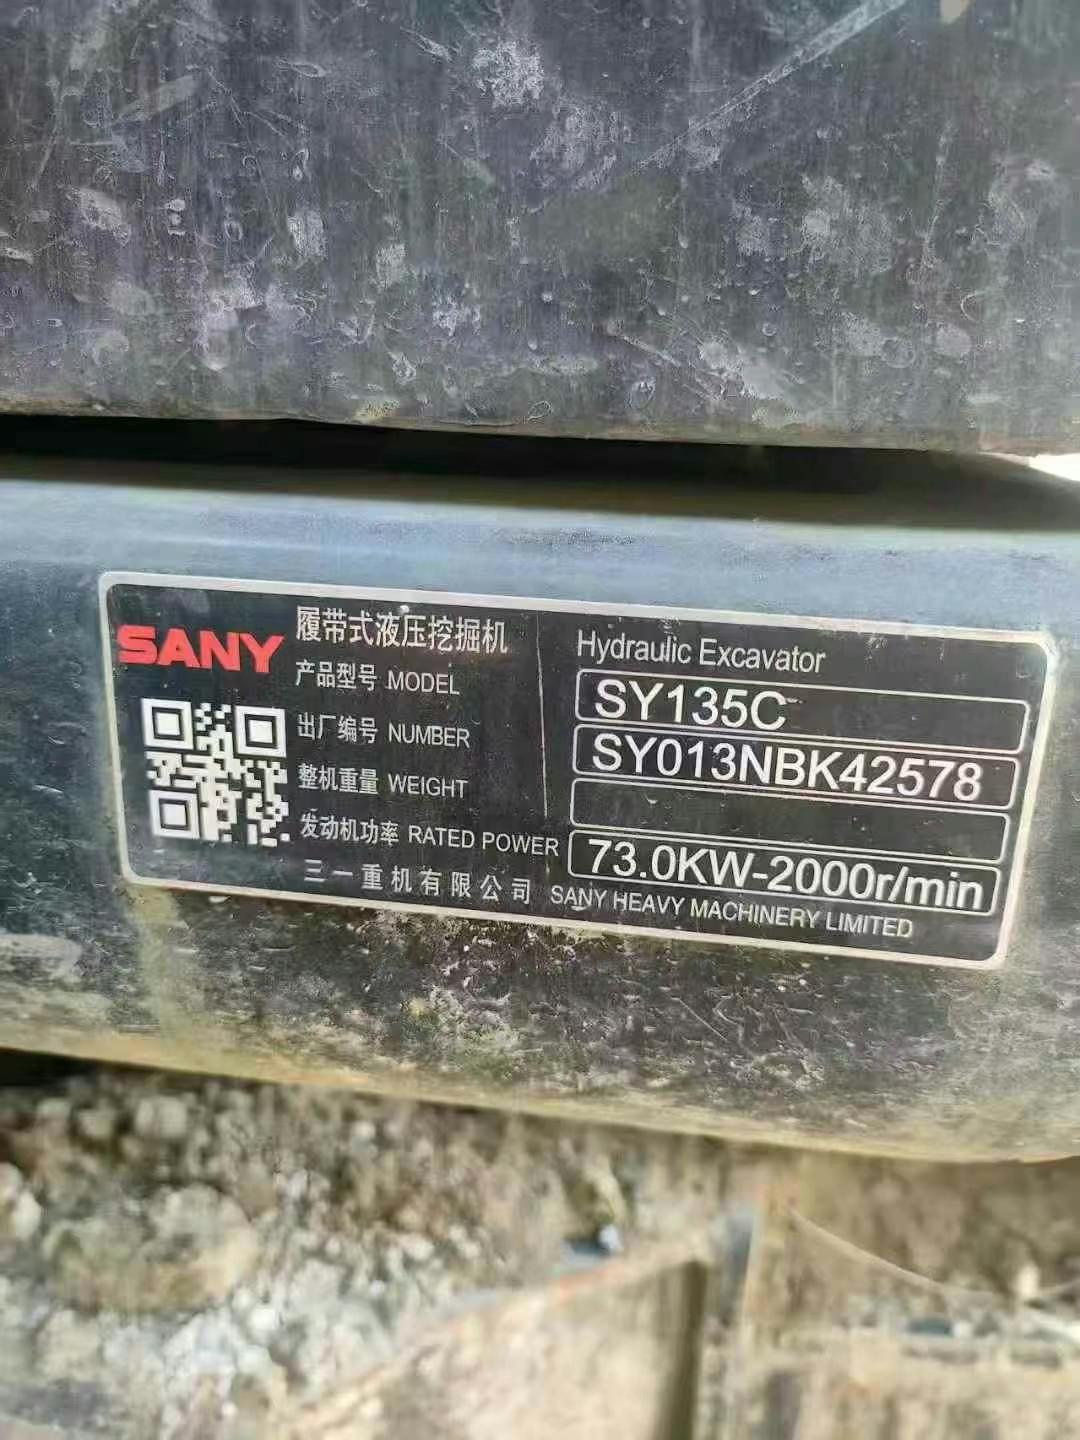 SANY
履带式液压挖掘机 Hydraulic Excavator
产品型号 MODEL SY135C
出厂编号 NUMBER SY013NBK42578
整机重量 WEIGHT
发动机功率 RATED POWER 73.0KW-2000r/min
三一重机有限公司 SANY HEAVY MACHINERY LIMITED